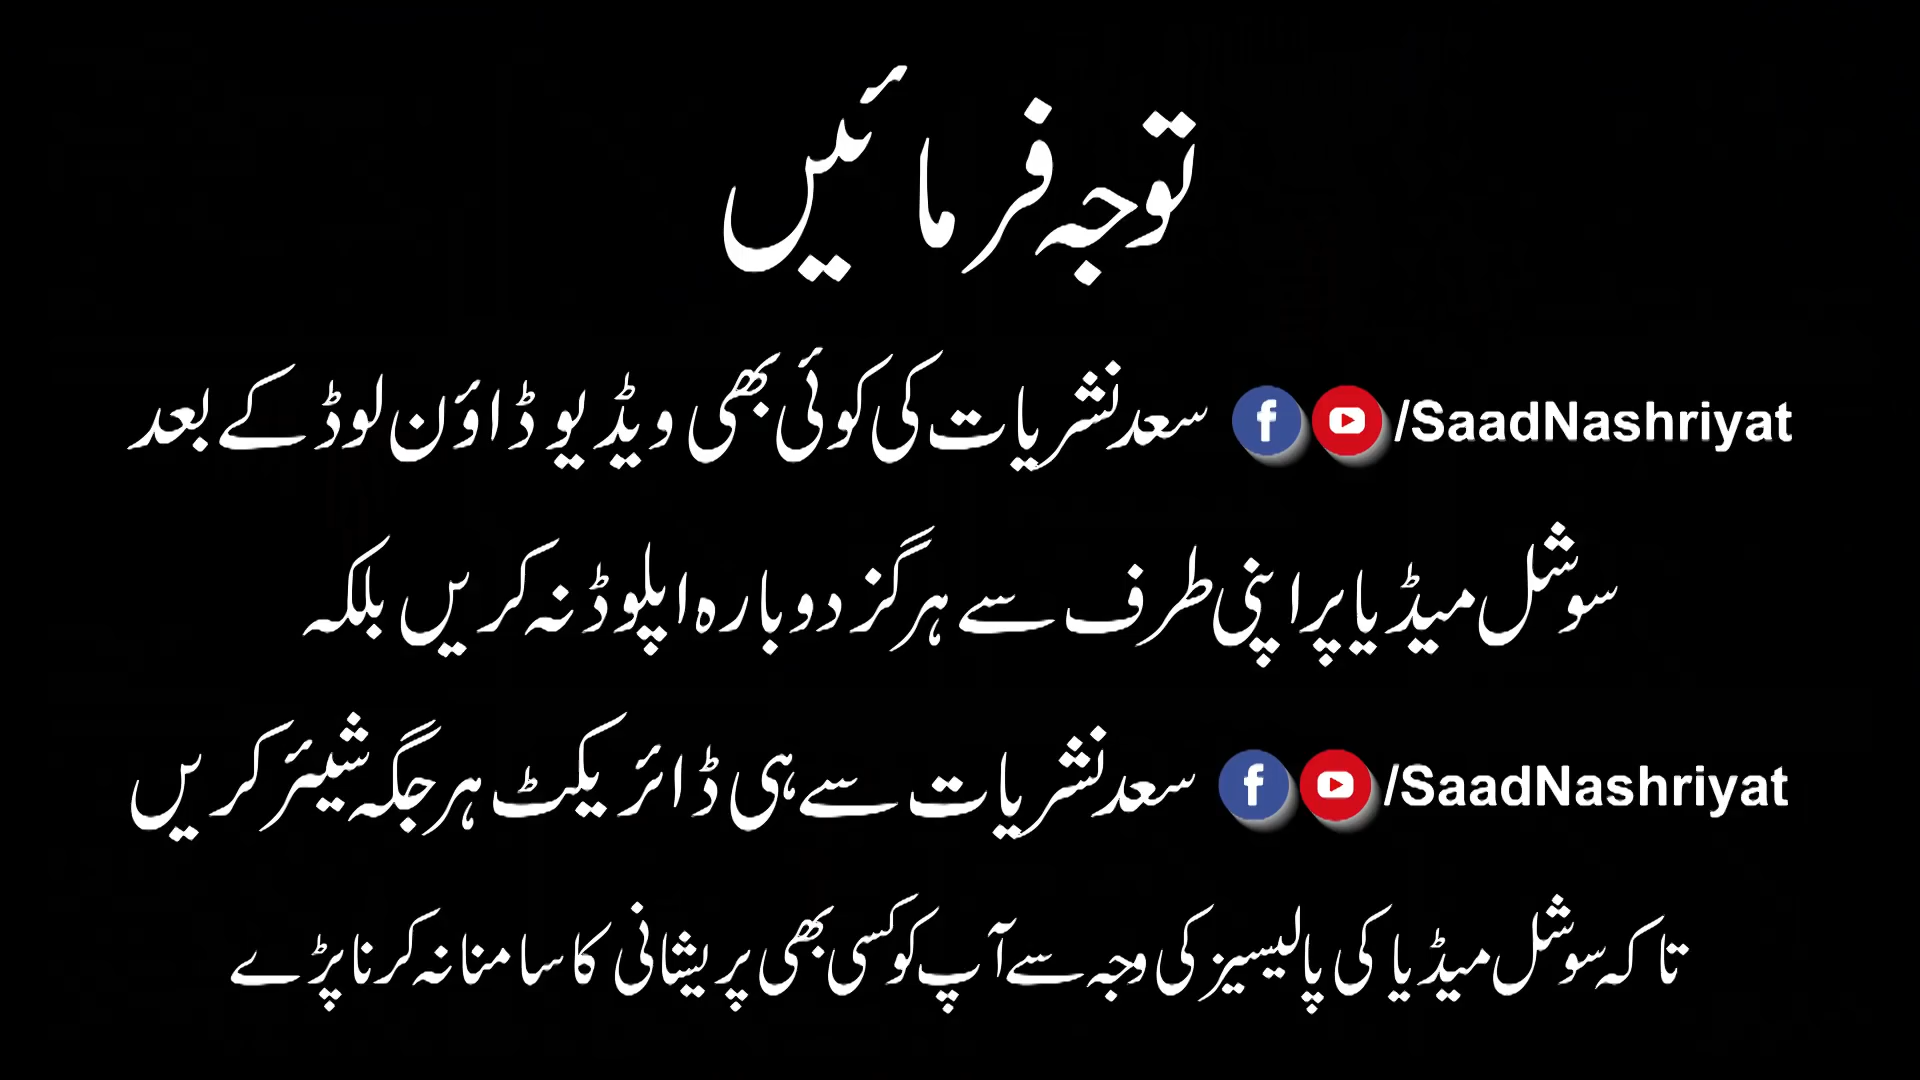 توجہ فرمائیں
/SaadNashriyat سعد نشریات کی کوئی بھی ویڈیو ڈاؤن لوڈ کے بعد
سوشل میڈیا پر اپنی طرف سے ہرگز دوبارہ اپلوڈ نہ کریں بلکہ
/SaadNashriyat سعد نشریات سے ہی ڈائریکٹ ہر جگہ شیئر کریں
تاکہ سوشل میڈیا کی پالیسیز کی وجہ سے آپ کو کسی بھی پریشانی کا سامنا نہ کرنا پڑے